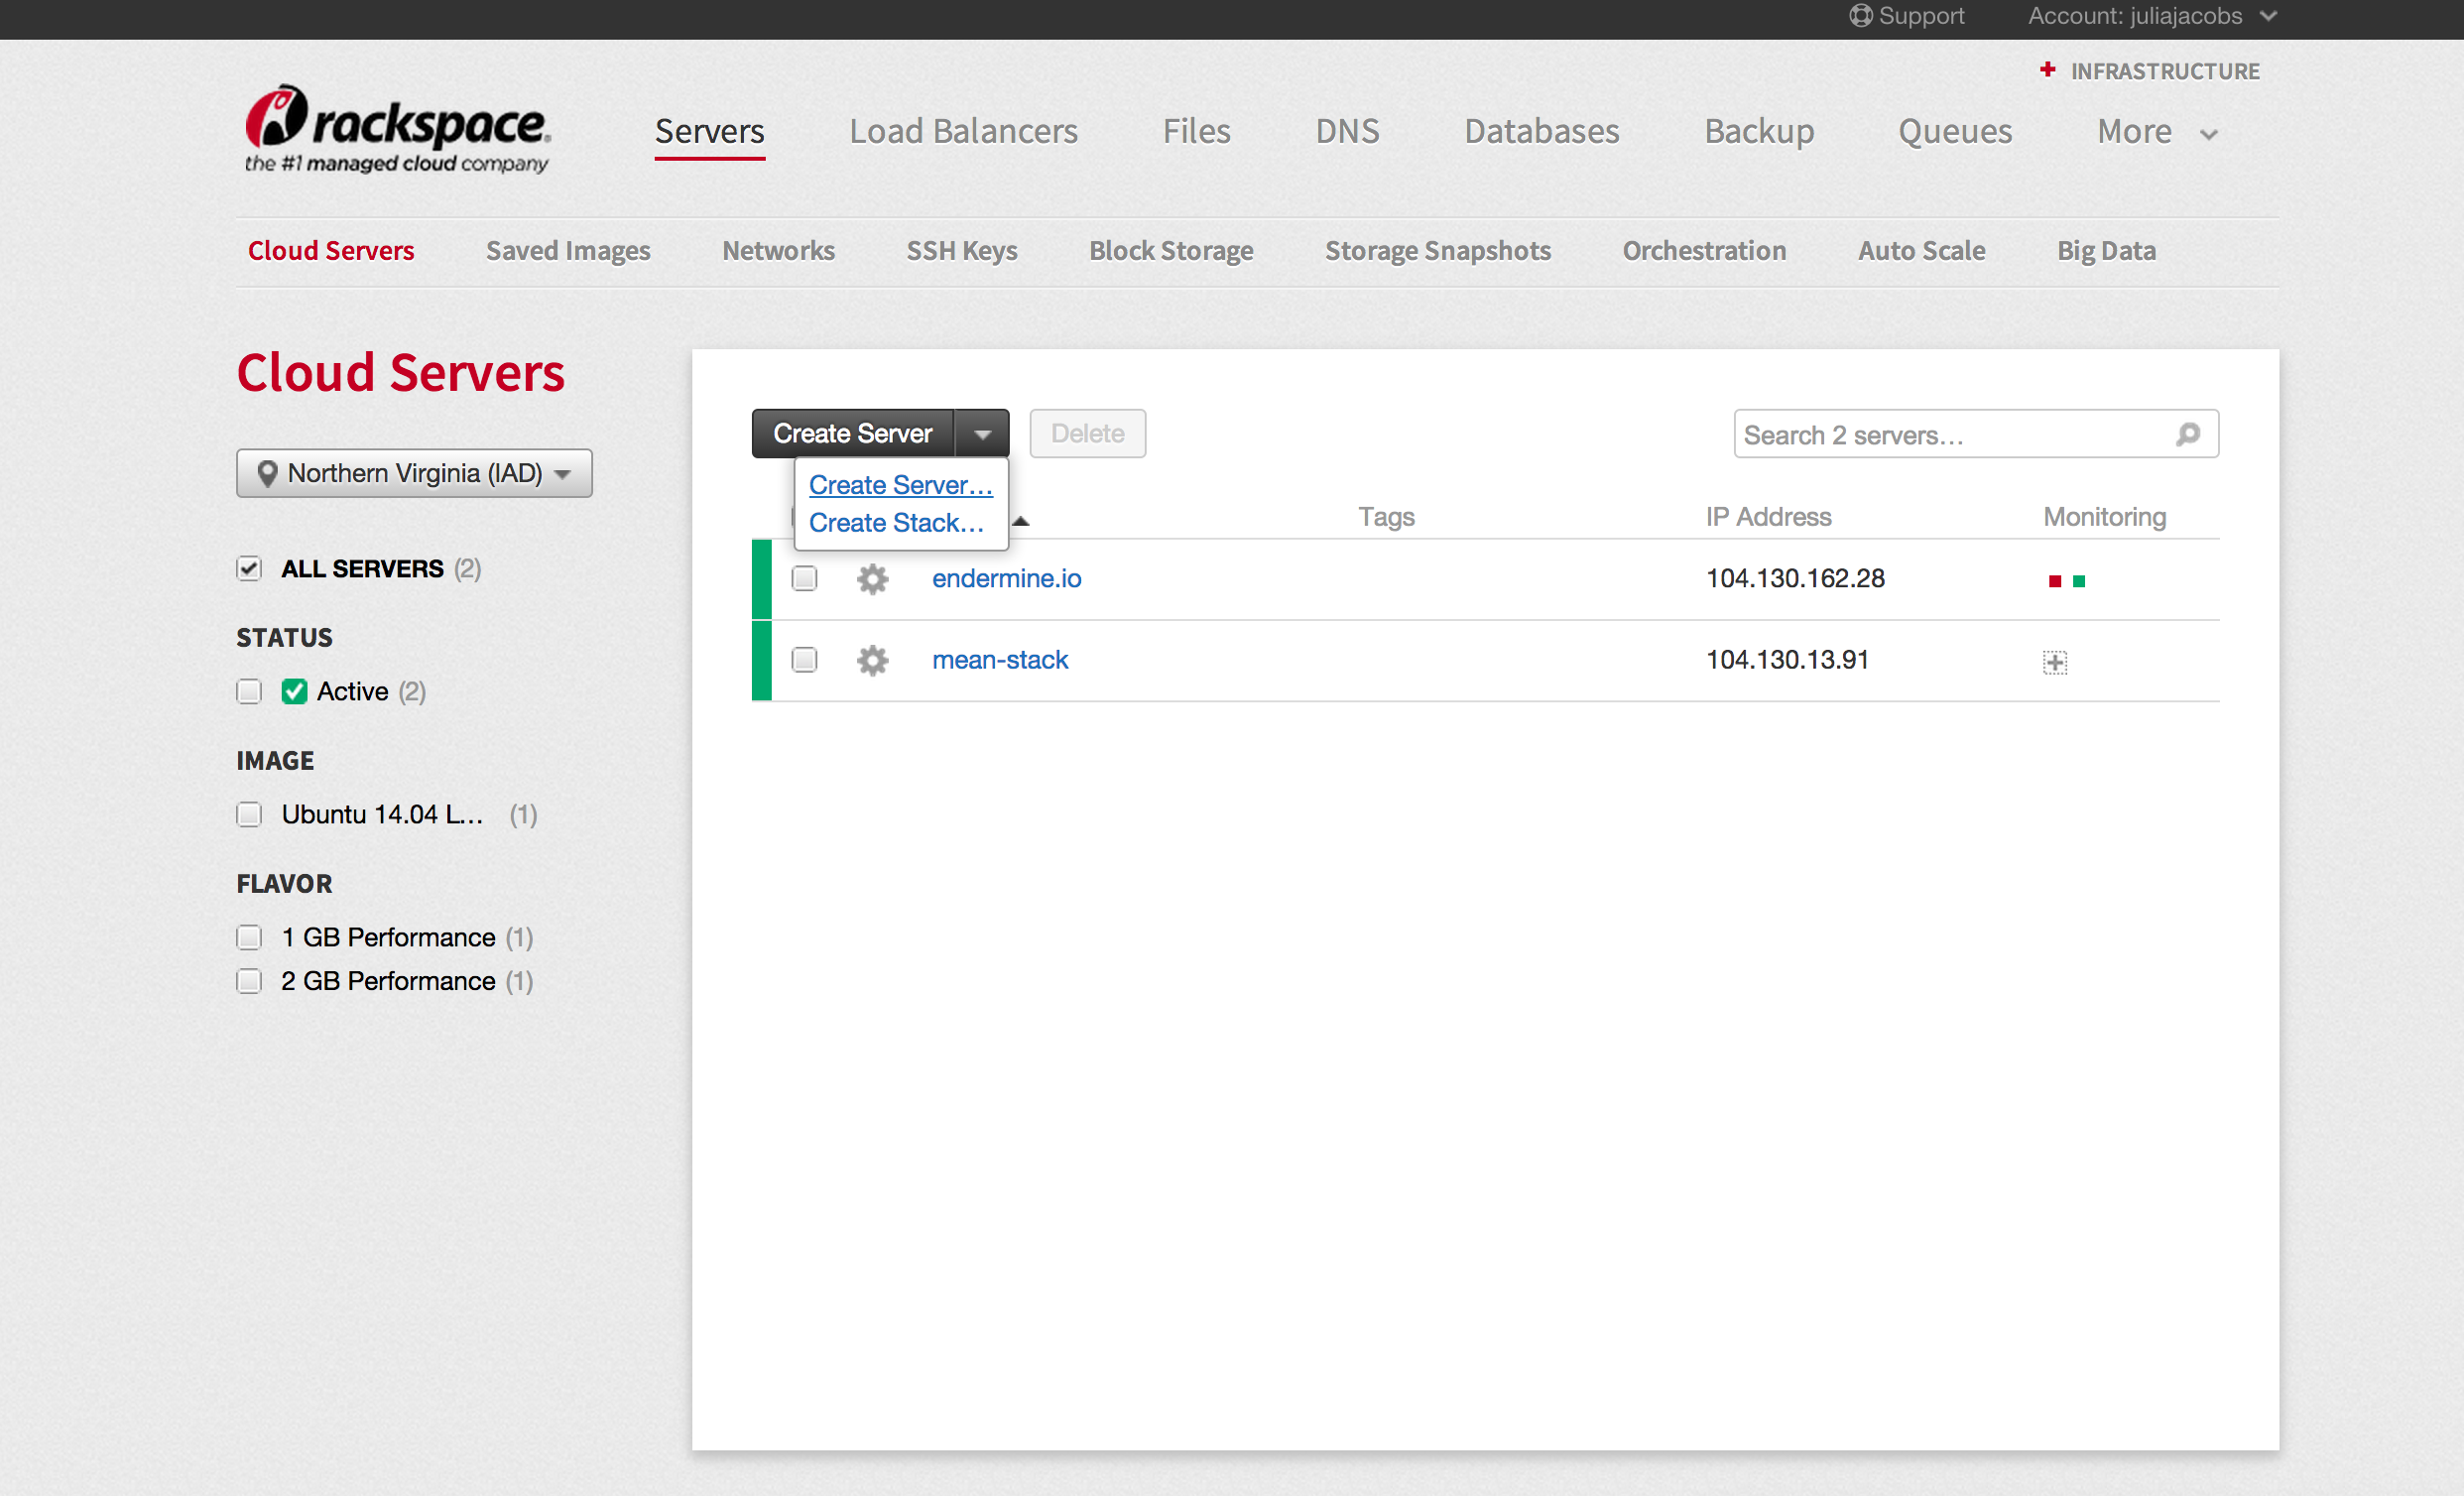 Support Account: juliajacobs
+ INFRASTRUCTURE
rackspace®
the #1 managed cloud company
Servers Load Balancers Files DNS Databases Backup Queues More
Cloud Servers Saved Images Networks SSH Keys Block Storage Storage Snapshots Orchestration Auto Scale Big Data
Cloud Servers
Northern Virginia (IAD)
ALL SERVERS (2)
STATUS
Active (2)
IMAGE
Ubuntu 14.04 L... (1)
FLAVOR
1 GB Performance (1)
2 GB Performance (1)
Create Server Delete Search 2 servers...
Create Server...
Create Stack...
Tags IP Address Monitoring
endermine.io 104.130.162.28
mean-stack 104.130.13.91